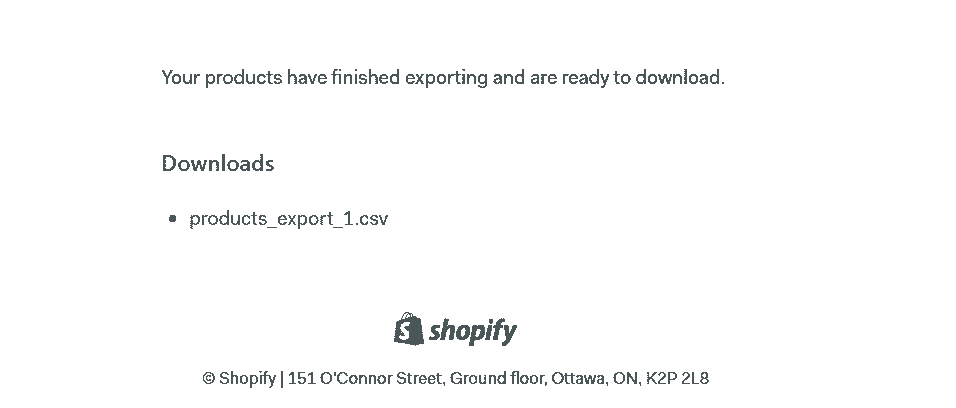 Your products have finished exporting and are ready to download.
Downloads
• products_export_1.csv
shopify
© Shopify | 151 O'Connor Street, Ground floor, Ottawa, ON, K2P 2L8